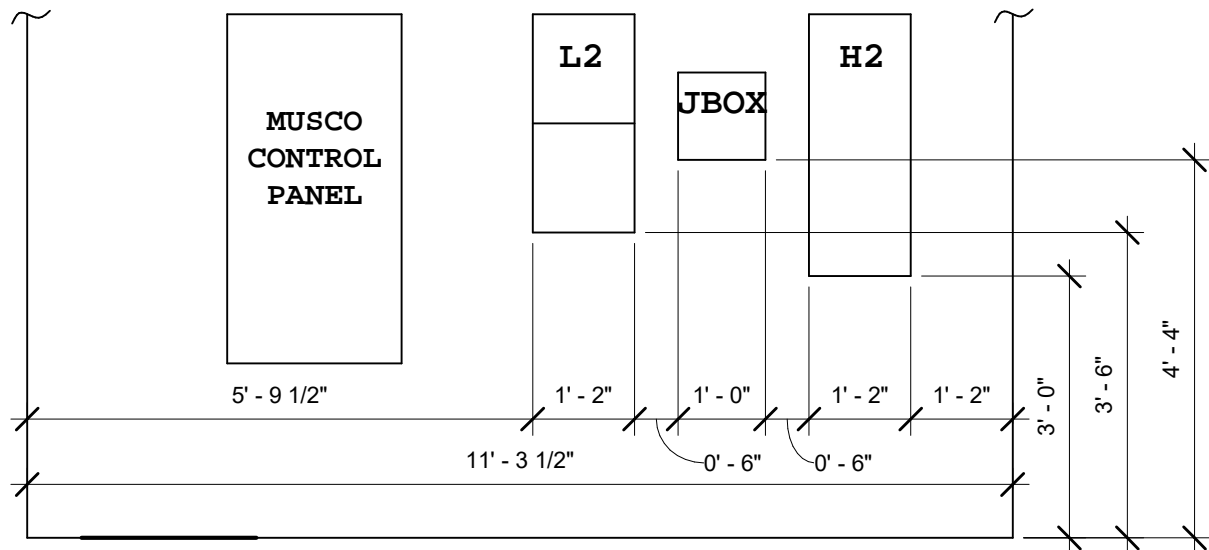 L2
H2
JBOX
MUSCO
CONTROL
PANEL
5' - 9 1/2"
1' - 2"
1' - 0"
1' - 2"
1' - 2"
3' - 0"
3' - 6"
4' - 4"
11' - 3 1/2"
0' - 6"
0' - 6"